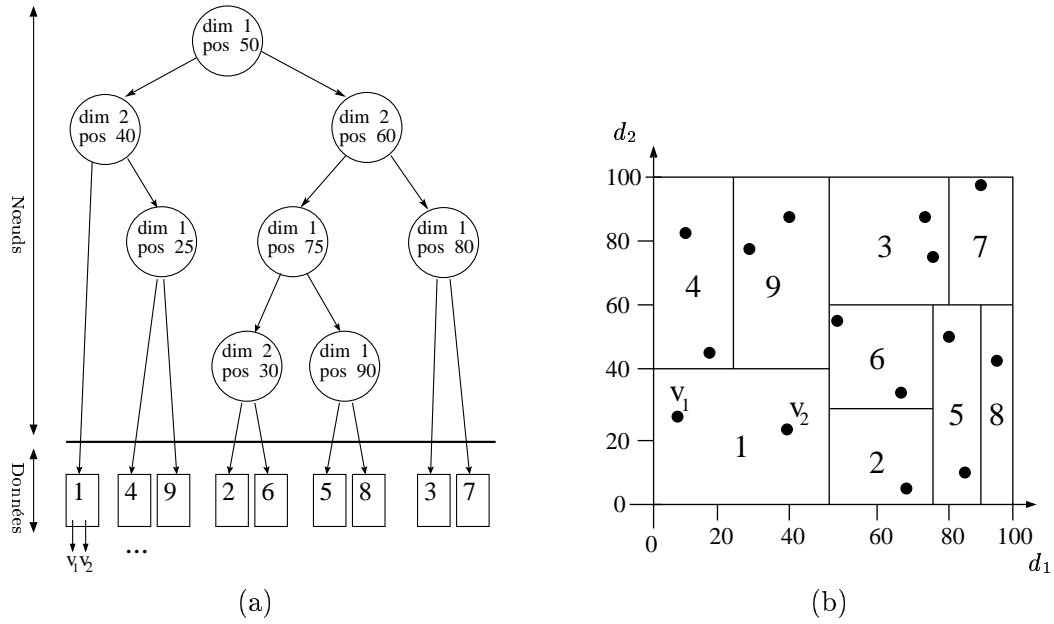 dim 1
pos 50
dim 2
pos 40
dim 2
pos 60
dim 1
pos 25
dim 1
pos 75
dim 1
pos 80
dim 2
pos 30
dim 1
pos 90
Nœuds
Données
1 4 9 2 6 5 8 3 7
v1 v2 ...
(a)
d2
100
80
60
40
20
0
4 9 3 7
6
v1 v2
1 2 5 8
0 20 40 60 80 100
d1
(b)